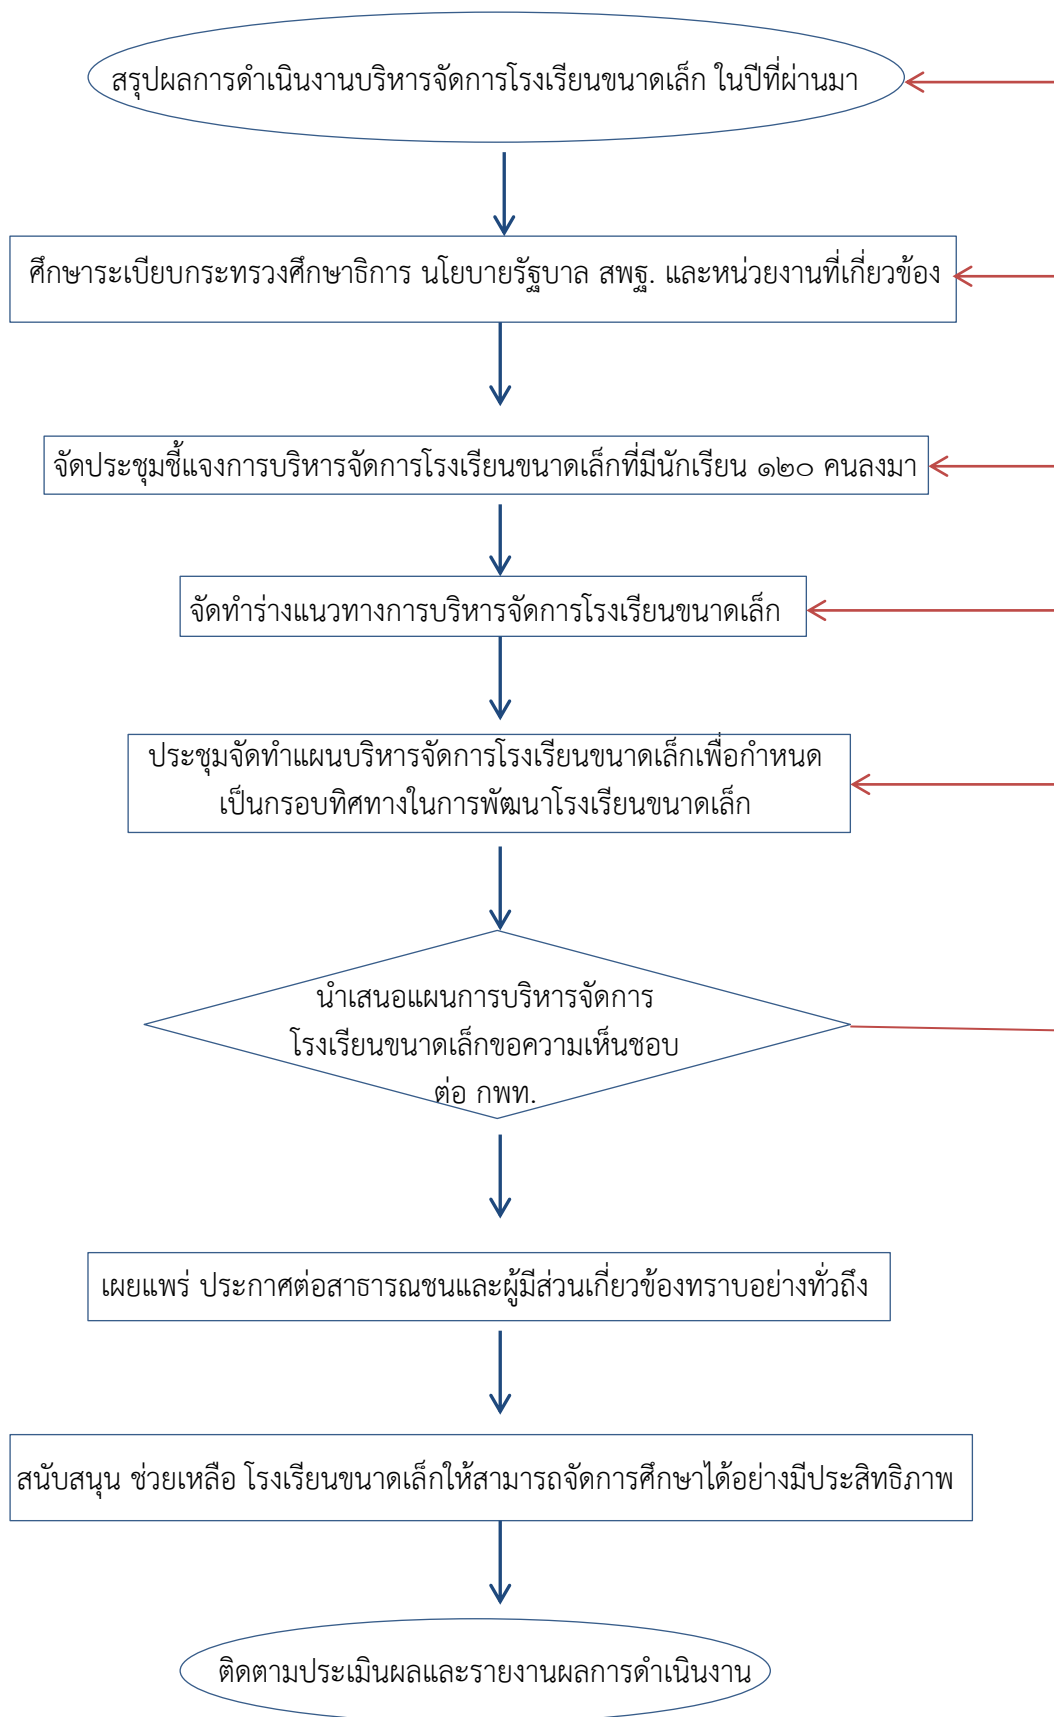 สรุปผลการดำเนินงานบริหารจัดการโรงเรียนขนาดเล็ก ในปีที่ผ่านมา
ศึกษาระเบียบกระทรวงศึกษาธิการ นโยบายรัฐบาล สพฐ. และหน่วยงานที่เกี่ยวข้อง
จัดประชุมชี้แจงการบริหารจัดการโรงเรียนขนาดเล็กที่มีนักเรียน ๑๒๐ คนลงมา
จัดทำร่างแนวทางการบริหารจัดการโรงเรียนขนาดเล็ก
ประชุมจัดทำแผนบริหารจัดการโรงเรียนขนาดเล็กเพื่อกำหนด
เป็นกรอบทิศทางในการพัฒนาโรงเรียนขนาดเล็ก
นำเสนอแผนการบริหารจัดการ
โรงเรียนขนาดเล็กขอความเห็นชอบ
ต่อ กพท.
เผยแพร่ ประกาศต่อสาธารณชนและผู้มีส่วนเกี่ยวข้องทราบอย่างทั่วถึง
สนับสนุน ช่วยเหลือ โรงเรียนขนาดเล็กให้สามารถจัดการศึกษาได้อย่างมีประสิทธิภาพ
ติดตามประเมินผลและรายงานผลการดำเนินงาน